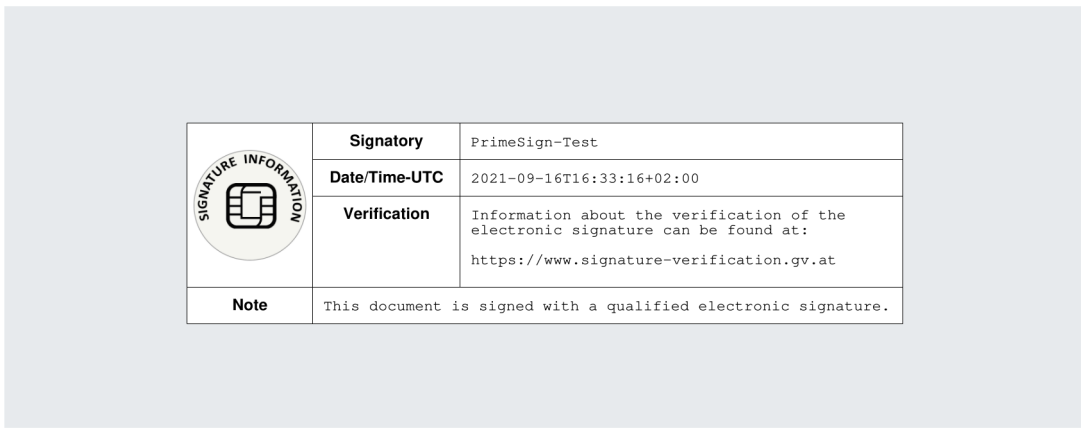 SIGNATURE INFORMATION
Signatory
PrimeSign-Test
Date/Time-UTC
2021-09-16T16:33:16+02:00
Verification
Information about the verification of the
electronic signature can be found at:
https://www.signature-verification.gv.at
Note
This document is signed with a qualified electronic signature.